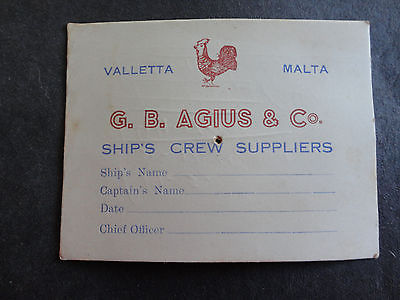 VALLETTA MALTA
G. B. AGIUS & Co.
SHIP'S CREW SUPPLIERS
Ship's Name
Captain's Name
Date
Chief Officer